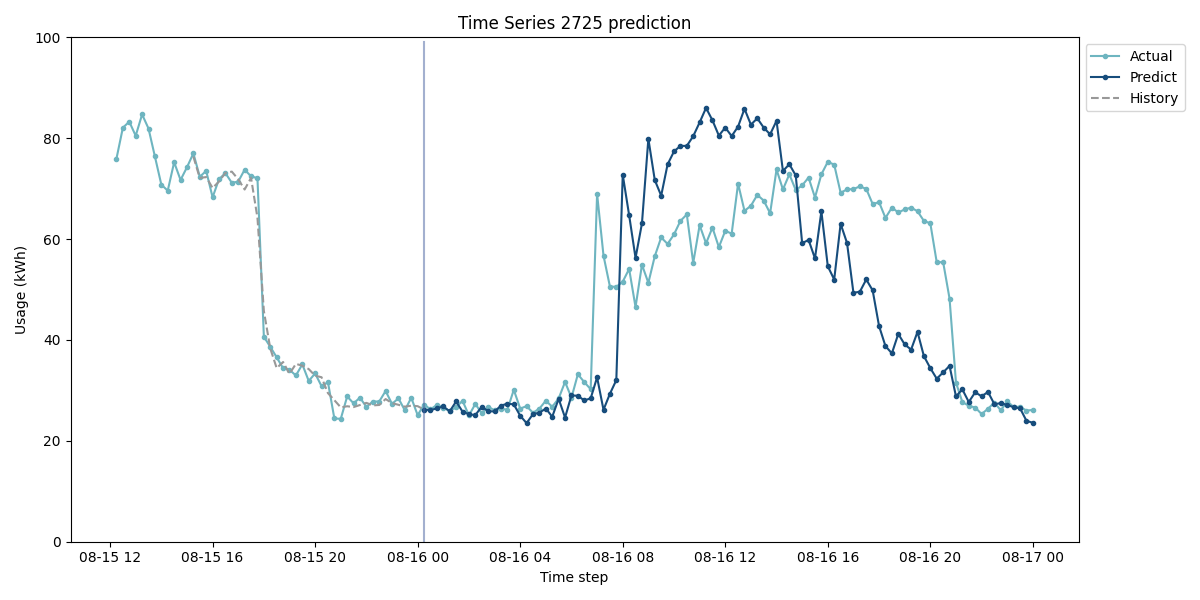 Time Series 2725 prediction
Actual
Predict
History
Usage (kWh)
100
80
60
40
20
0
08-15 12
08-15 16
08-15 20
08-16 00
08-16 04
08-16 08
08-16 12
08-16 16
08-16 20
08-17 00
Time step